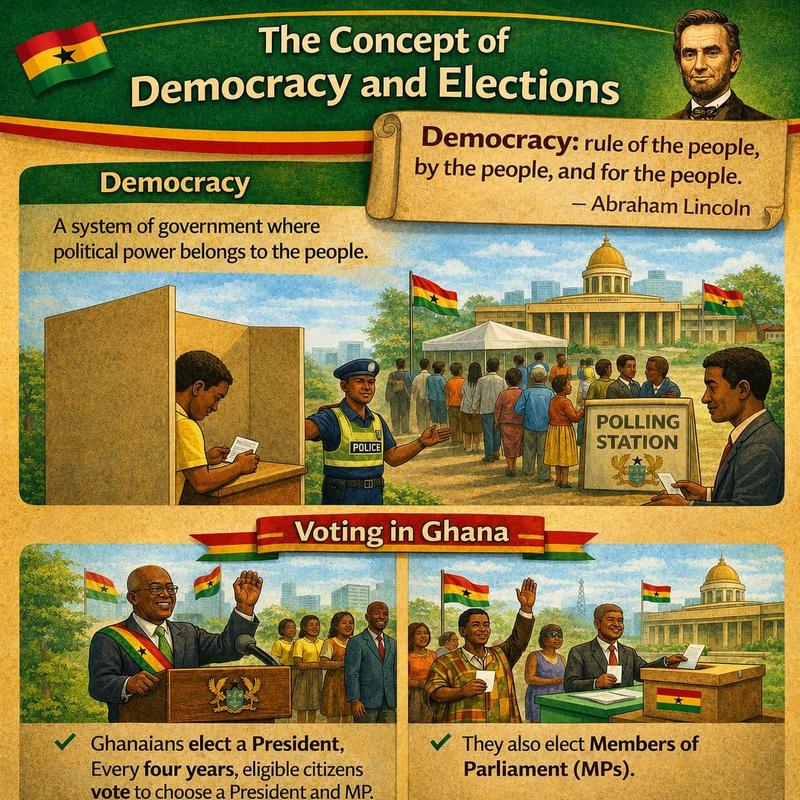 The Concept of
Democracy and Elections
Democracy: rule of the people,
by the people, and for the people.
— Abraham Lincoln
Democracy
A system of government where
political power belongs to the people.
POLICE
POLLING
STATION
Voting in Ghana
✓ Ghanaians elect a President,
Every four years, eligible citizens
vote to choose a President and MP.
✓ They also elect Members of
Parliament (MPs).